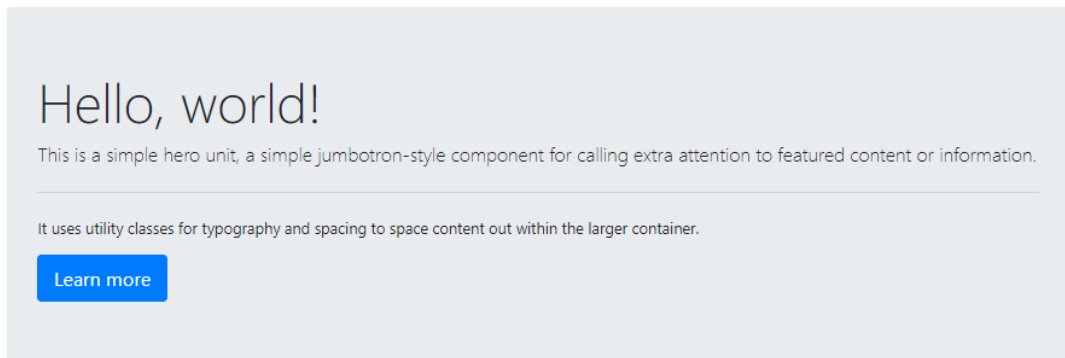 Hello, world!
This is a simple hero unit, a simple jumbotron-style component for calling extra attention to featured content or information.
It uses utility classes for typography and spacing to space content out within the larger container.
Learn more